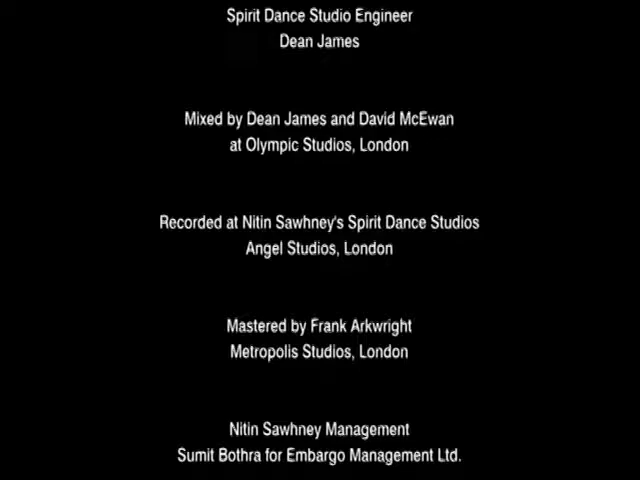 Spirit Dance Studio Engineer
Dean James
Mixed by Dean James and David McEwan
at Olympic Studios, London
Recorded at Nitin Sawhney's Spirit Dance Studios
Angel Studios, London
Mastered by Frank Arkwright
Metropolis Studios, London
Nitin Sawhney Management
Sumit Bothra for Embargo Management Ltd.